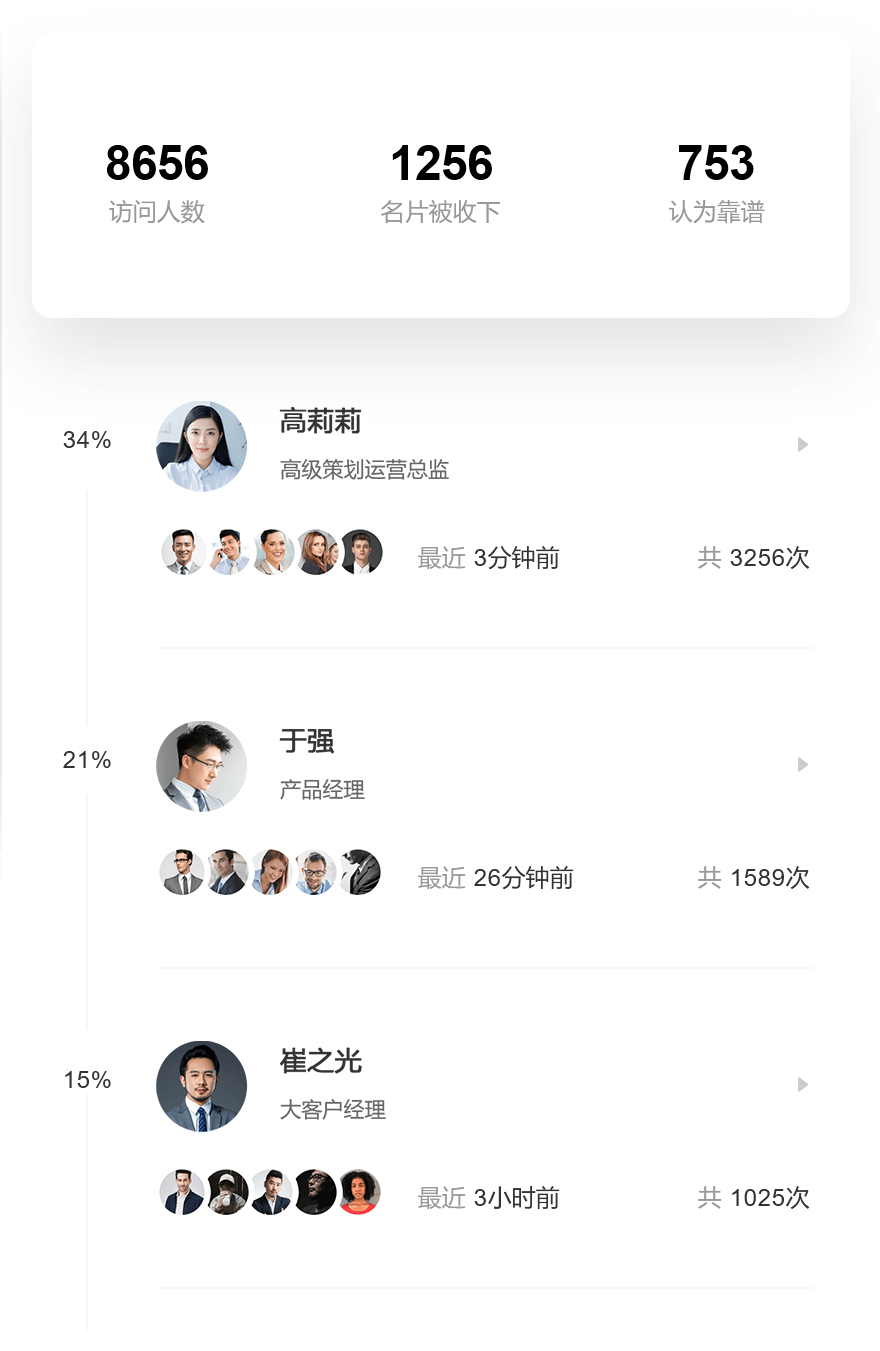 8656 1256 753
访问人数 名片被收下 认为靠谱
34%
高莉莉
高级策划运营总监
最近 3分钟前 共 3256次
21%
于强
产品经理
最近 26分钟前 共 1589次
15%
崔之光
大客户经理
最近 3小时前 共 1025次